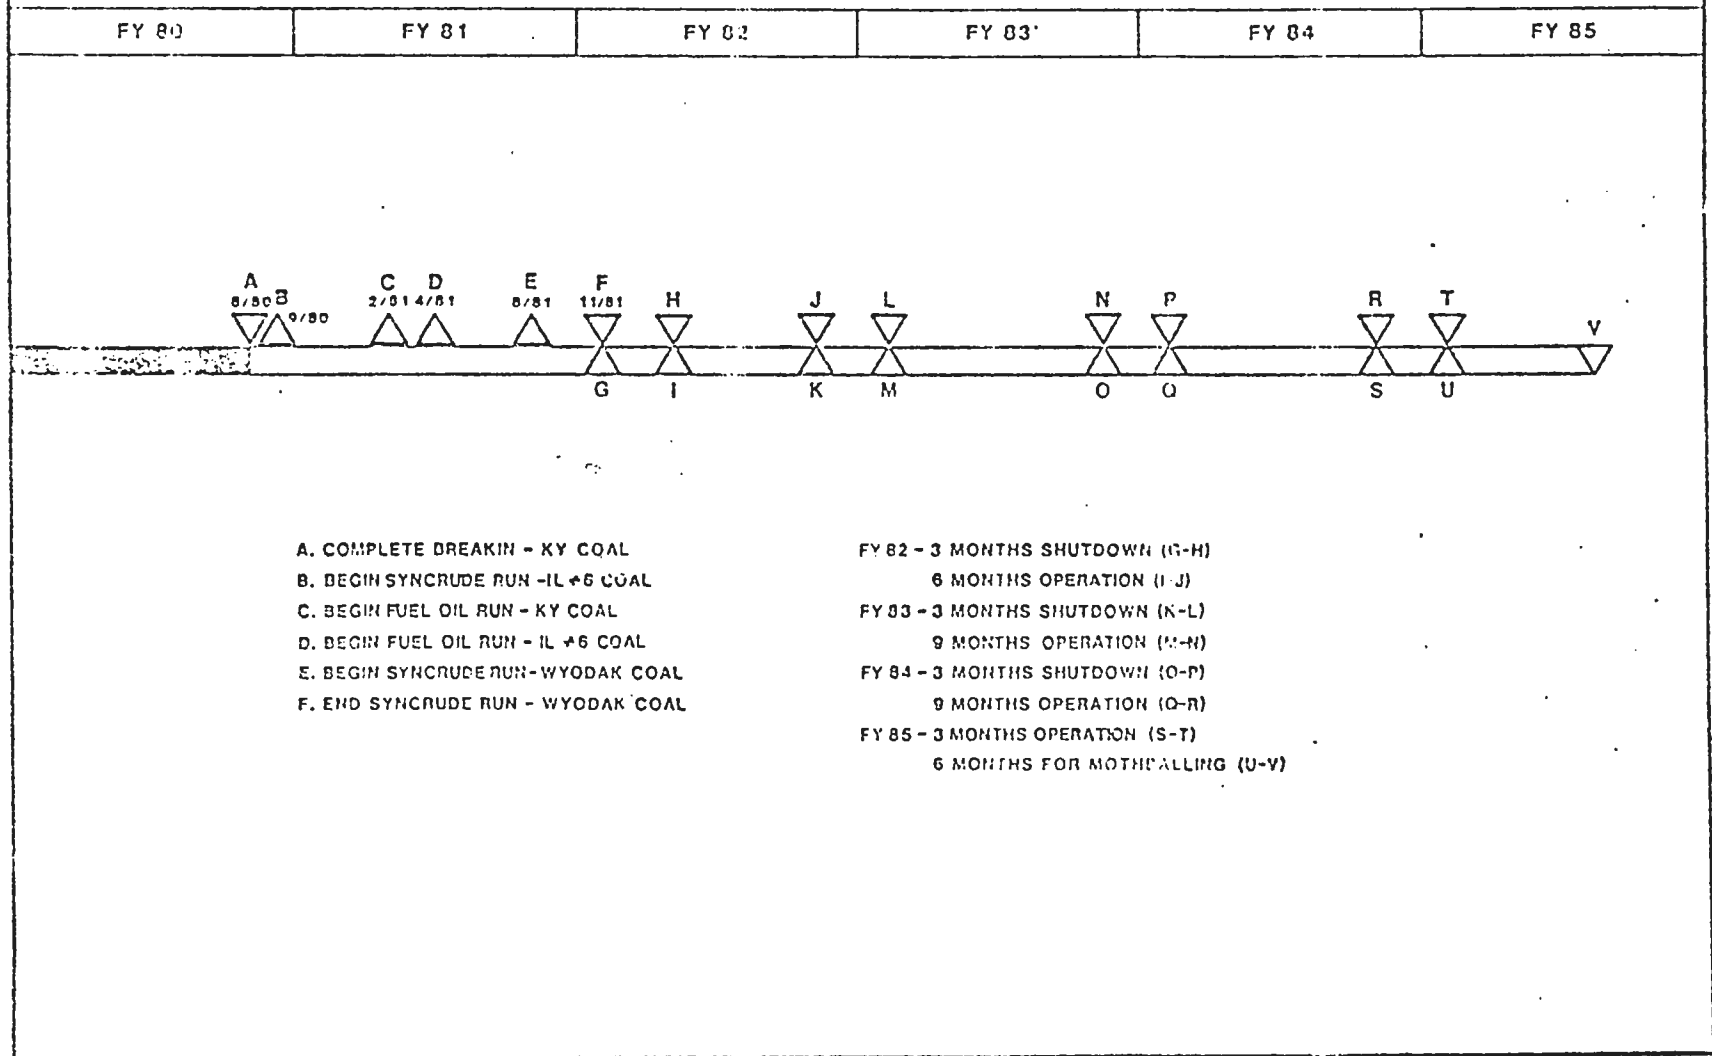 FY 80 FY 81 FY 82 FY 83 FY 84 FY 85
A B C D E F H J L N P R T V
8/80 9/80 2/81 4/81 8/81 11/81
G I K M O Q S U
A. COMPLETE BREAKIN - KY COAL
B. BEGIN SYNCRUDE RUN - IL #6 COAL
C. BEGIN FUEL OIL RUN - KY COAL
D. BEGIN FUEL OIL RUN - IL #6 COAL
E. BEGIN SYNCRUDE RUN - WYODAK COAL
F. END SYNCRUDE RUN - WYODAK COAL
FY 82 - 3 MONTHS SHUTDOWN (G-H)
6 MONTHS OPERATION (I-J)
FY 83 - 3 MONTHS SHUTDOWN (K-L)
9 MONTHS OPERATION (M-N)
FY 84 - 3 MONTHS SHUTDOWN (O-P)
9 MONTHS OPERATION (Q-R)
FY 85 - 3 MONTHS OPERATION (S-T)
6 MONTHS FOR MOTHBALLING (U-V)